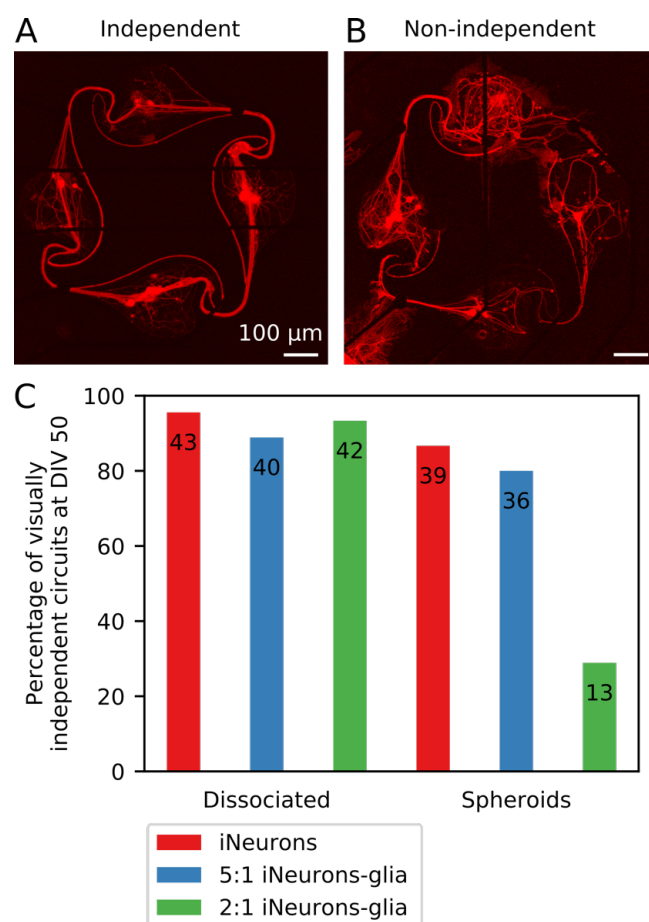 A
Independent
B
Non-independent
100 μm
C
Percentage of visually
independent circuits at DIV 50
100
80
60
40
20
0
43
40
42
39
36
13
Dissociated
Spheroids
iNeurons
5:1 iNeurons-glia
2:1 iNeurons-glia